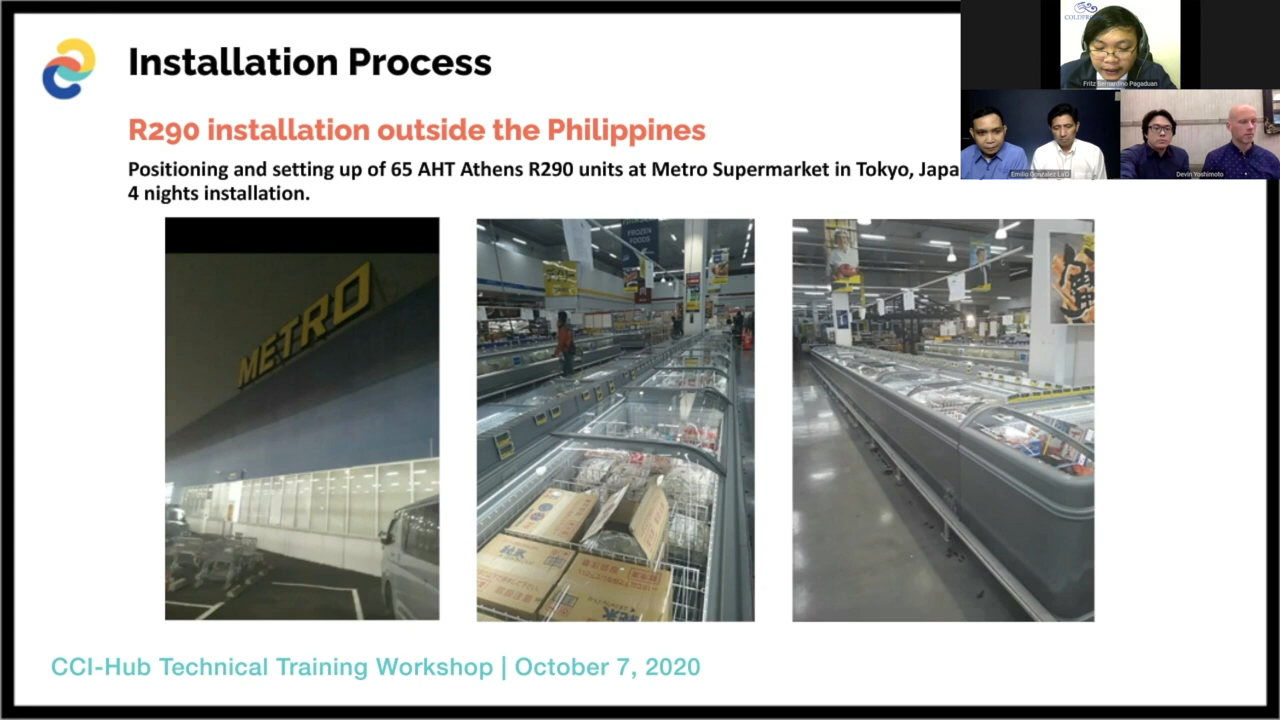 Installation Process
R290 installation outside the Philippines
Positioning and setting up of 65 AHT Athens R290 units at Metro Supermarket in Tokyo, Japa
4 nights installation.
Fritz Bernardino Pagaduan
Devin Yoshimoto
METRO
FROZEN
FOODS
CCI-Hub Technical Training Workshop | October 7, 2020